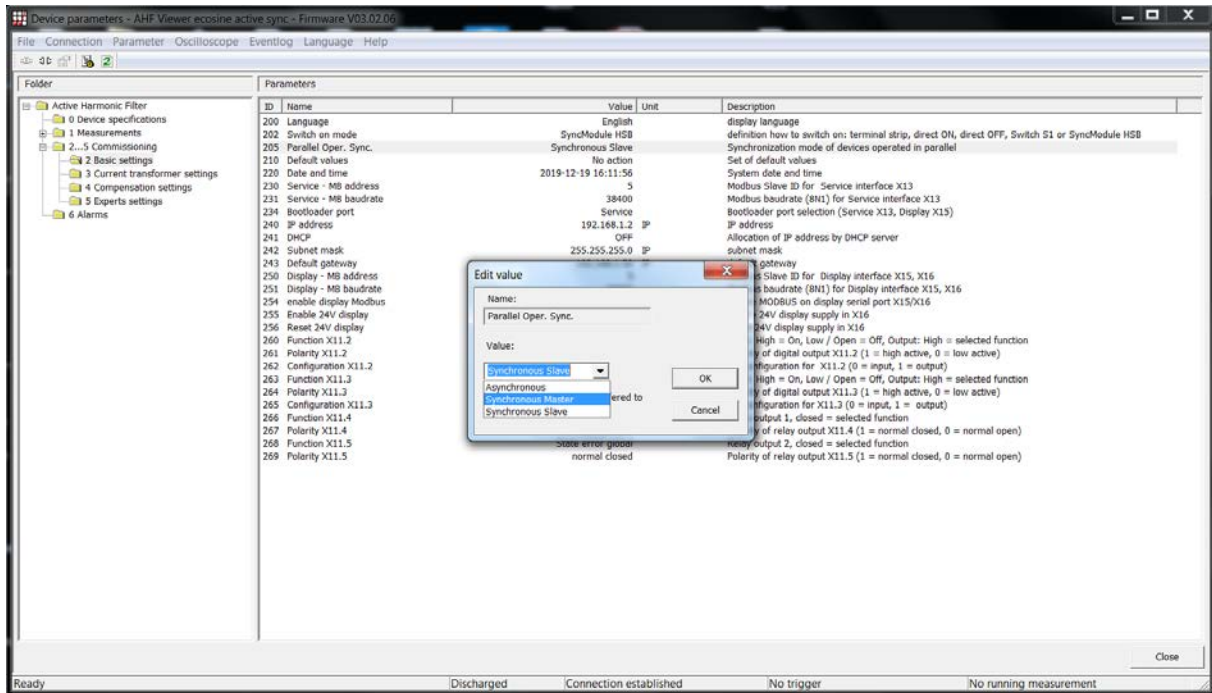 Device parameters - AHF Viewer ecosine active sync - Firmware V03.02.06
File Connection Parameter Oscilloscope Eventlog Language Help
Folder
Parameters
Active Harmonic Filter
0 Device specifications
1 Measurements
2...5 Commissioning
2 Basic settings
3 Current transformer settings
4 Compensation settings
5 Experts settings
6 Alarms
ID Name Value Unit Description
200 Language English display language
202 Switch on mode SyncModule HSB definition how to switch on: terminal strip, direct ON, direct OFF, Switch S1 or SyncModule HSB
205 Parallel Oper. Sync. Synchronous Slave Synchronization mode of devices operated in parallel
210 Default values No action Set of default values
220 Date and time 2019-12-19 16:11:56 System date and time
230 Service - MB address 5 Modbus Slave ID for Service interface X13
231 Service - MB baudrate 38400 Modbus baudrate (8N1) for Service interface X13
234 Bootloader port Service Bootloader port selection (Service X13, Display X15)
240 IP address 192.168.1.2 IP IP address
241 DHCP OFF Allocation of IP address by DHCP server
242 Subnet mask 255.255.255.0 IP subnet mask
243 Default gateway gateway
250 Display - MB address Slave ID for Display interface X15, X16
251 Display - MB baudrate baudrate (8N1) for Display interface X15, X16
254 enable display Modbus MODBUS on display serial port X15/X16
255 Enable 24V display 24V display supply in X16
256 Reset 24V display 24V display supply in X16
260 Function X11.2 High = On, Low / Open = Off, Output: High = selected function
261 Polarity X11.2 of digital output X11.2 (1 = high active, 0 = low active)
262 Configuration X11.2 for X11.2 (0 = input, 1 = output)
263 Function X11.3 High = On, Low / Open = Off, Output: High = selected function
264 Polarity X11.3 of digital output X11.3 (1 = high active, 0 = low active)
265 Configuration X11.3 for X11.3 (0 = input, 1 = output)
266 Function X11.4 output 1, closed = selected function
267 Polarity X11.4 of relay output X11.4 (1 = normal closed, 0 = normal open)
268 Function X11.5 State error global Relay output 2, closed = selected function
269 Polarity X11.5 normal closed Polarity of relay output X11.5 (1 = normal closed, 0 = normal open)
Edit value
Name:
Parallel Oper. Sync.
Value:
Synchronous Slave
Asynchronous
Synchronous Master
Synchronous Slave
ered to
OK
Cancel
Close
Ready Discharged Connection established No trigger No running measurement